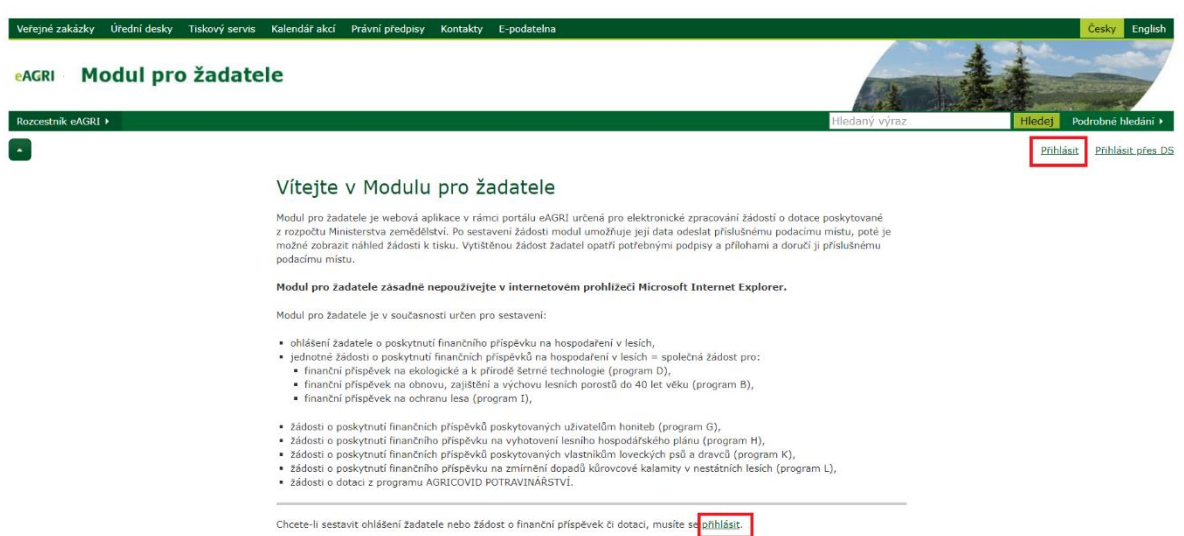 Veřejné zakázky Úřední desky Tiskový servis Kalendář akcí Právní předpisy Kontakty E-podatelna Česky English
eAGRI Modul pro žadatele
Rozcestník eAGRI Hledaný výraz Hledej Podrobné hledání
Přihlásit Přihlásit přes DS
Vítejte v Modulu pro žadatele
Modul pro žadatele je webová aplikace v rámci portálu eAGRI určená pro elektronické zpracování žádostí o dotace poskytované
z rozpočtu Ministerstva zemědělství. Po sestavení žádosti modul umožňuje její data odeslat příslušnému podacímu místu, poté je
možné zobrazit náhled žádosti k tisku. Vytištěnou žádost žadatel opatří potřebnými podpisy a přílohami a doručí ji příslušnému
podacímu místu.
Modul pro žadatele zásadně nepoužívejte v internetovém prohlížeči Microsoft Internet Explorer.
Modul pro žadatele je v současnosti určen pro sestavení:
▪ ohlášení žadatele o poskytnutí finančního příspěvku na hospodaření v lesích,
▪ jednotné žádosti o poskytnutí finančních příspěvků na hospodaření v lesích = společná žádost pro:
▪ finanční příspěvek na ekologické a k přírodě šetrné technologie (program D),
▪ finanční příspěvek na obnovu, zajištění a výchovu lesních porostů do 40 let věku (program B),
▪ finanční příspěvek na ochranu lesa (program I),
▪ žádosti o poskytnutí finančních příspěvků poskytovaných uživatelům honiteb (program G),
▪ žádosti o poskytnutí finančního příspěvku na vyhotovení lesního hospodářského plánu (program H),
▪ žádosti o poskytnutí finančních příspěvků poskytovaných vlastníkům loveckých psů a dravců (program K),
▪ žádosti o poskytnutí finančního příspěvku na zmírnění dopadů kůrovcové kalamity v nestátních lesích (program L),
▪ žádosti o dotaci z programu AGRICOVID POTRAVINÁŘSTVÍ.
Chcete-li sestavit ohlášení žadatele nebo žádost o finanční příspěvek či dotaci, musíte se přihlásit.